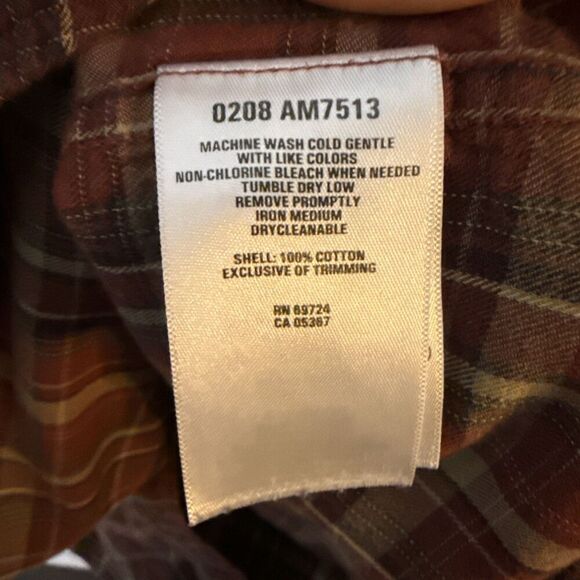 0208 AM7513
MACHINE WASH COLD GENTLE
WITH LIKE COLORS
NON-CHLORINE BLEACH WHEN NEEDED
TUMBLE DRY LOW
REMOVE PROMPTLY
IRON MEDIUM
DRYCLEANABLE
SHELL: 100% COTTON
EXCLUSIVE OF TRIMMING
RN 69724
CA 05367